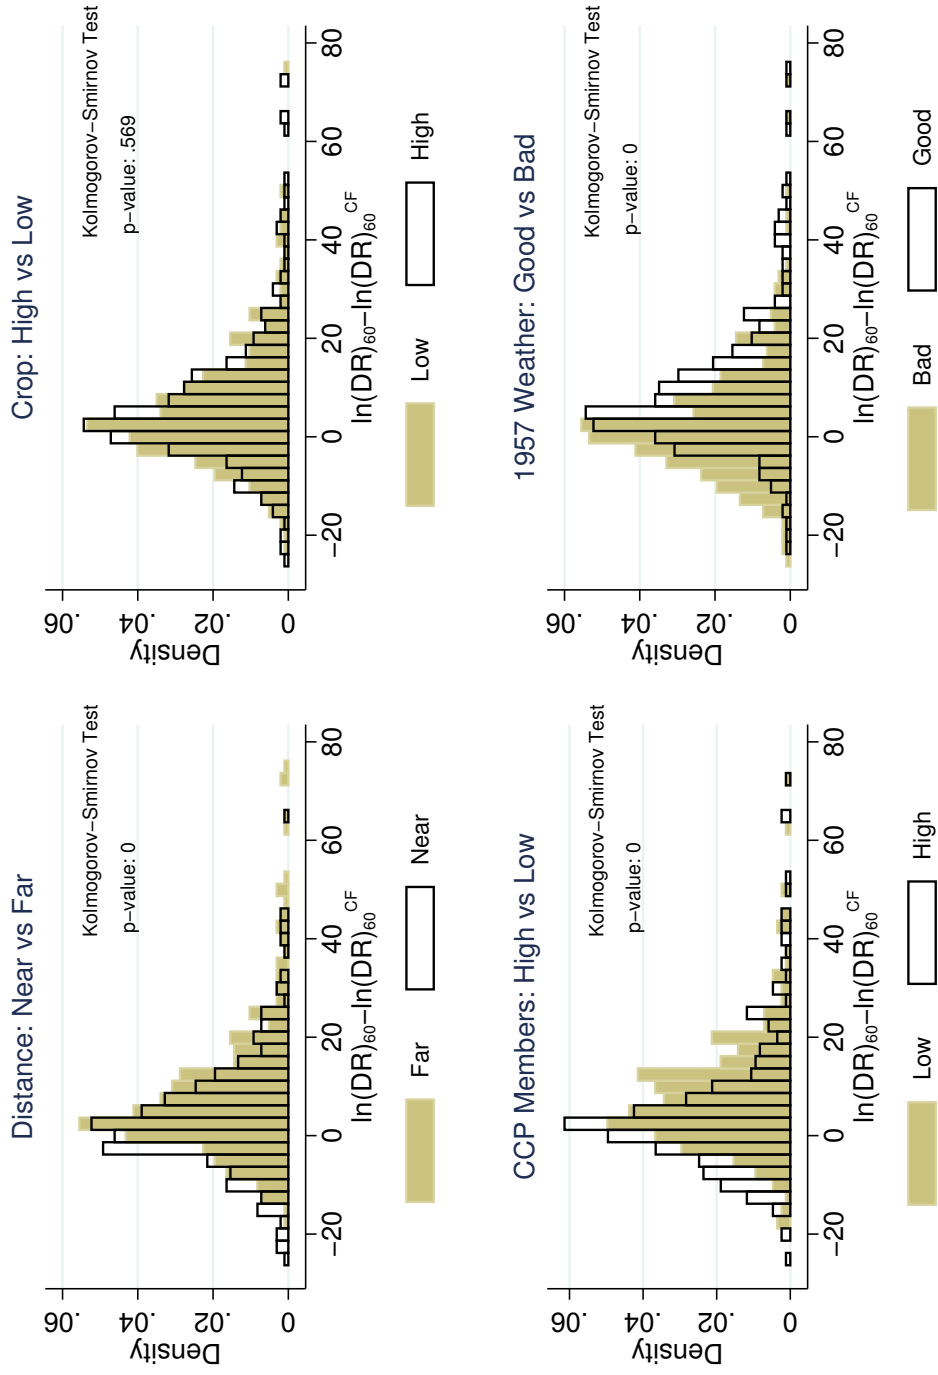 Distance: Near vs Far
Kolmogorov−Smirnov Test
p−value: 0
Density
0 .02 .04 .06
−20 0 20 40 60 80
ln(DR)₆₀−ln(DR)₆₀ᶜᶠ
Far Near
Crop: High vs Low
Kolmogorov−Smirnov Test
p−value: .569
Density
0 .02 .04 .06
−20 0 20 40 60 80
ln(DR)₆₀−ln(DR)₆₀ᶜᶠ
Low High
CCP Members: High vs Low
Kolmogorov−Smirnov Test
p−value: 0
Density
0 .02 .04 .06
−20 0 20 40 60 80
ln(DR)₆₀−ln(DR)₆₀ᶜᶠ
Low High
1957 Weather: Good vs Bad
Kolmogorov−Smirnov Test
p−value: 0
Density
0 .02 .04 .06
−20 0 20 40 60 80
ln(DR)₆₀−ln(DR)₆₀ᶜᶠ
Bad Good